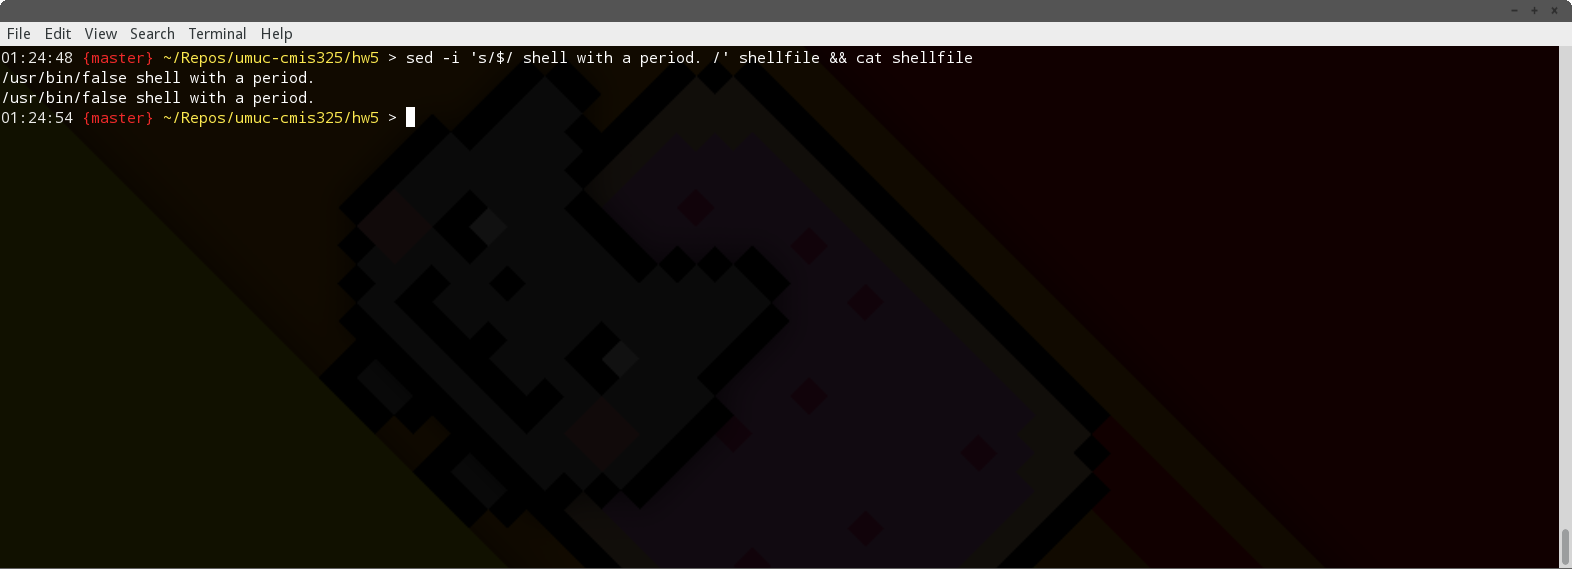 − + x
File Edit View Search Terminal Help
01:24:48 {master} ~/Repos/umuc-cmis325/hw5 > sed -i 's/$/ shell with a period. /' shellfile && cat shellfile
/usr/bin/false shell with a period.
/usr/bin/false shell with a period.
01:24:54 {master} ~/Repos/umuc-cmis325/hw5 >